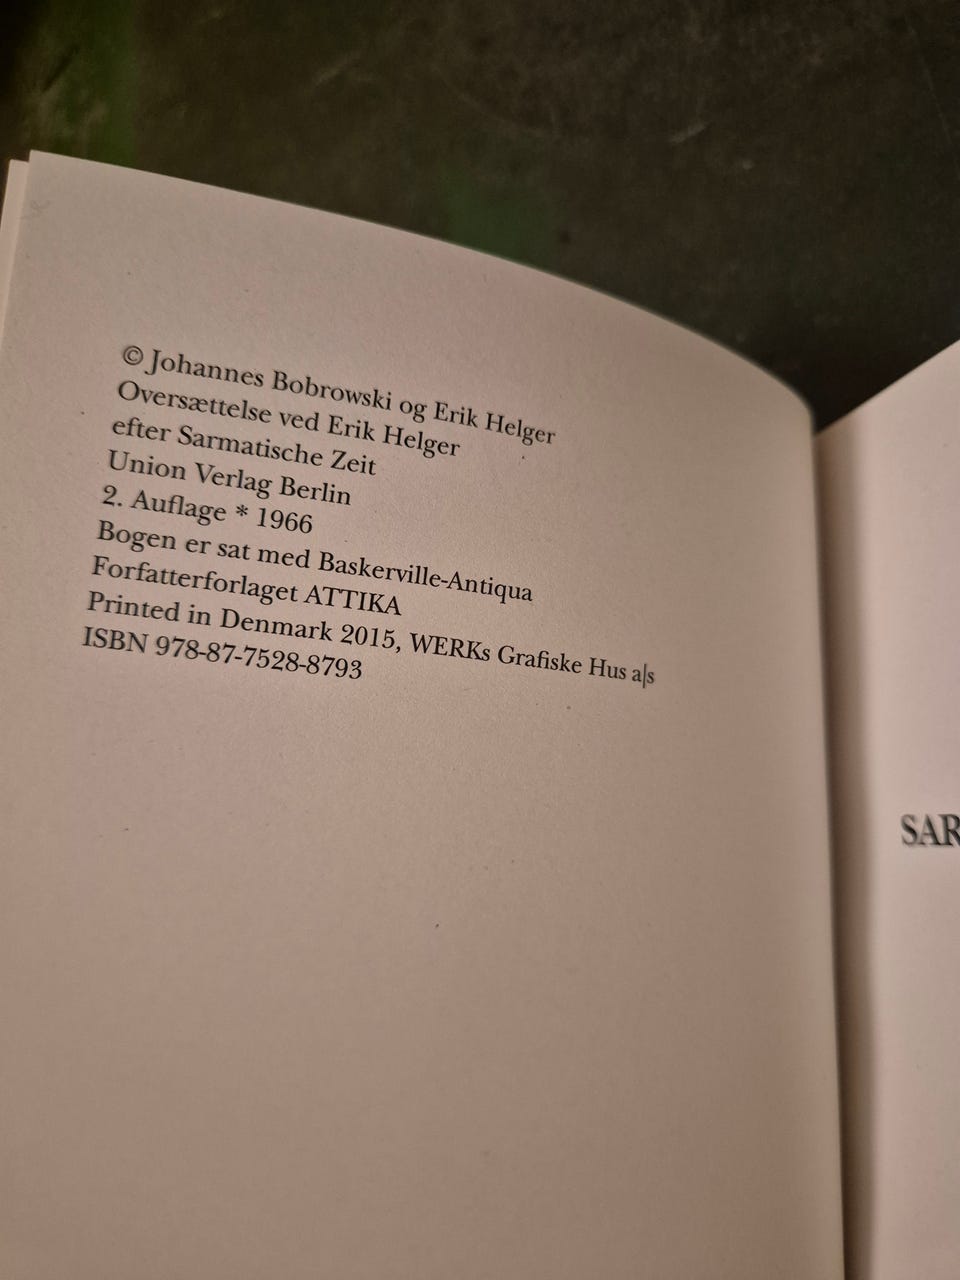 © Johannes Bobrowski og Erik Helger
Oversættelse ved Erik Helger
efter Sarmatische Zeit
Union Verlag Berlin
2. Auflage * 1966
Bogen er sat med Baskerville-Antiqua
Forfatterforlaget ATTIKA
Printed in Denmark 2015, WERKs Grafiske Hus a|s
ISBN 978-87-7528-8793
SAR